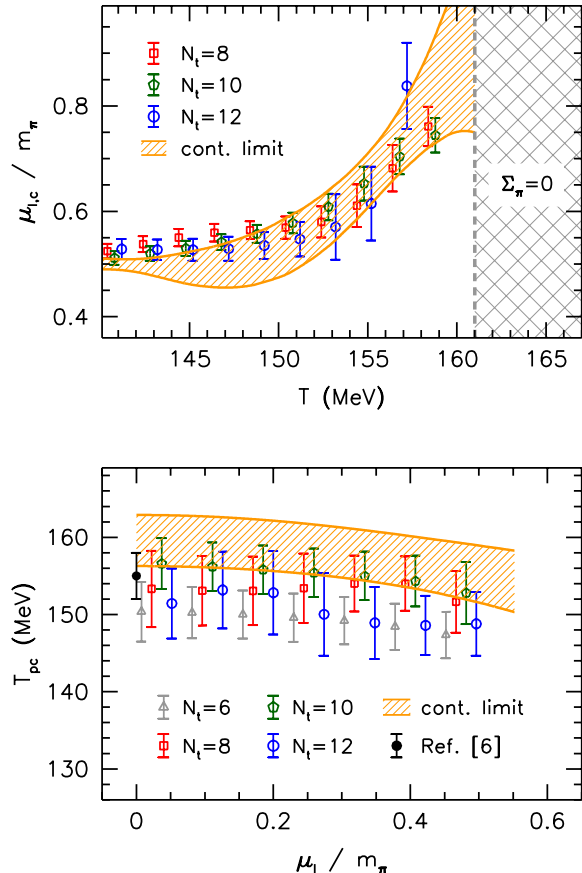 0.8
0.6
0.4
μ_I,c / m_π
N_t=8
N_t=10
N_t=12
cont. limit
Σ_π=0
145 150 155 160 165
T (MeV)
160
150
140
130
T_pc (MeV)
N_t=6 N_t=10 cont. limit
N_t=8 N_t=12 Ref. [6]
0 0.2 0.4 0.6
μ_I / m_π